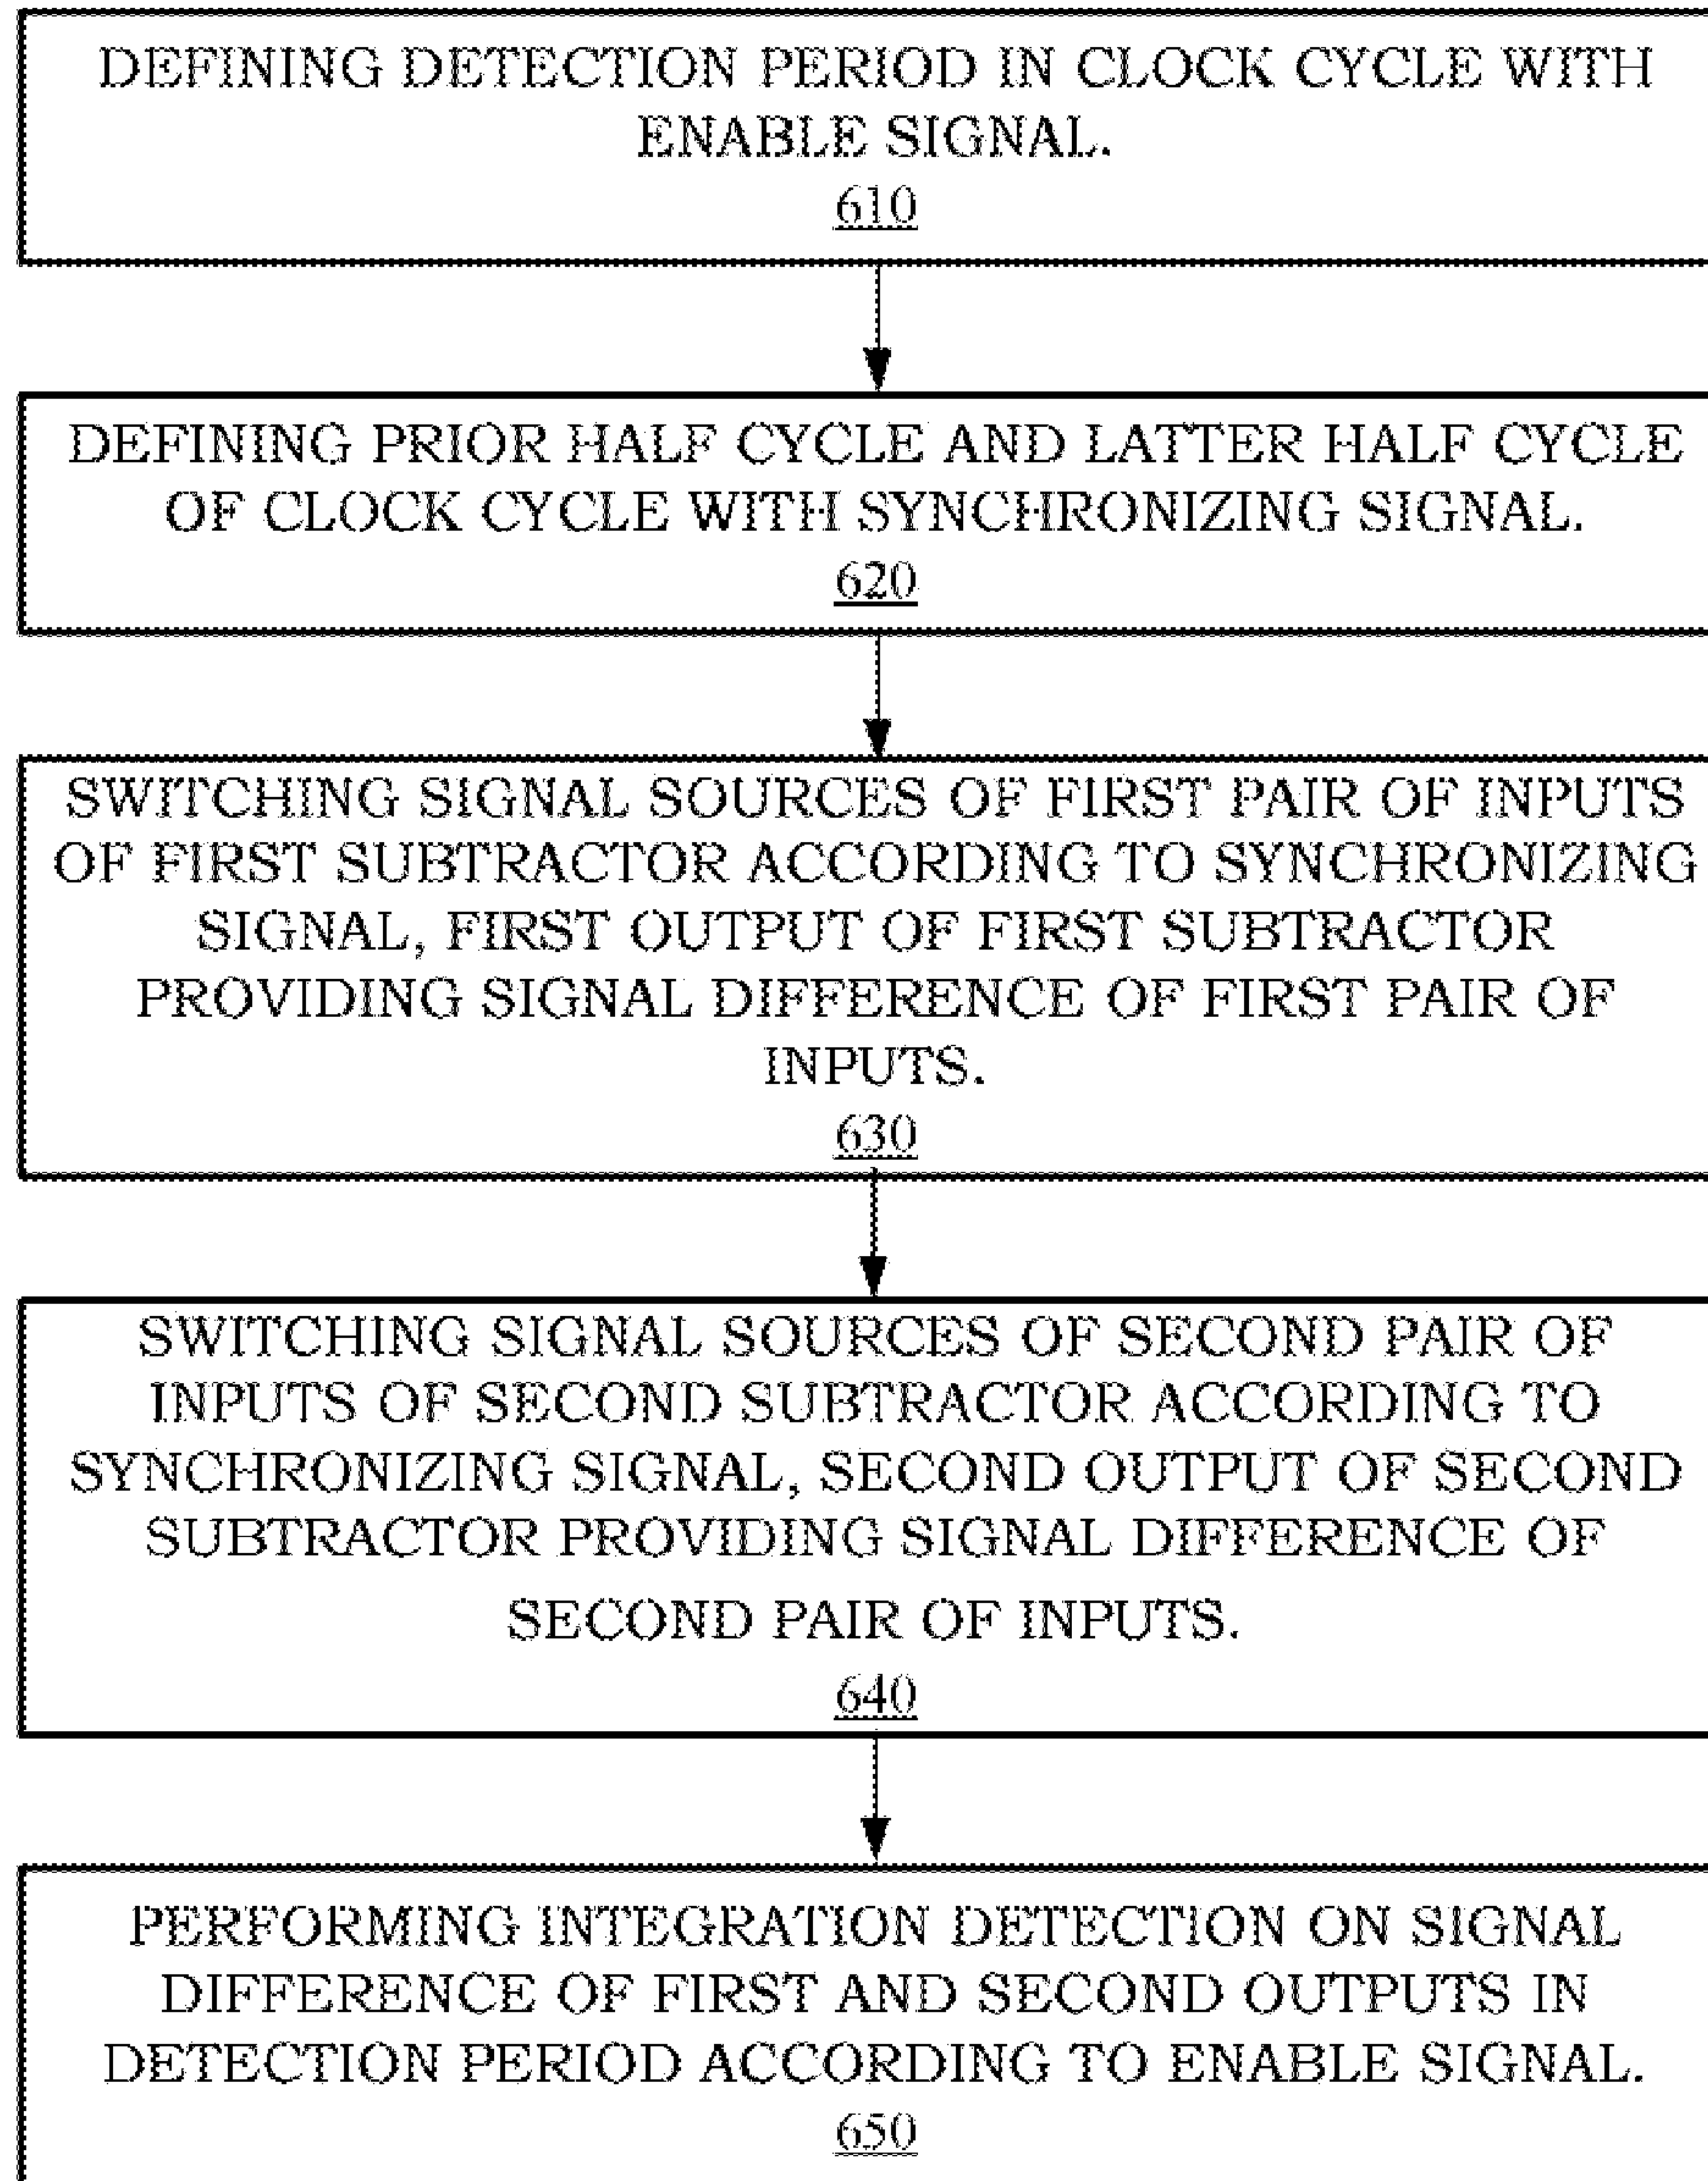 DEFINING DETECTION PERIOD IN CLOCK CYCLE WITH
ENABLE SIGNAL.
610
DEFINING PRIOR HALF CYCLE AND LATTER HALF CYCLE
OF CLOCK CYCLE WITH SYNCHRONIZING SIGNAL.
620
SWITCHING SIGNAL SOURCES OF FIRST PAIR OF INPUTS
OF FIRST SUBTRACTOR ACCORDING TO SYNCHRONIZING
SIGNAL, FIRST OUTPUT OF FIRST SUBTRACTOR
PROVIDING SIGNAL DIFFERENCE OF FIRST PAIR OF
INPUTS.
630
SWITCHING SIGNAL SOURCES OF SECOND PAIR OF
INPUTS OF SECOND SUBTRACTOR ACCORDING TO
SYNCHRONIZING SIGNAL, SECOND OUTPUT OF SECOND
SUBTRACTOR PROVIDING SIGNAL DIFFERENCE OF
SECOND PAIR OF INPUTS.
640
PERFORMING INTEGRATION DETECTION ON SIGNAL
DIFFERENCE OF FIRST AND SECOND OUTPUTS IN
DETECTION PERIOD ACCORDING TO ENABLE SIGNAL.
650